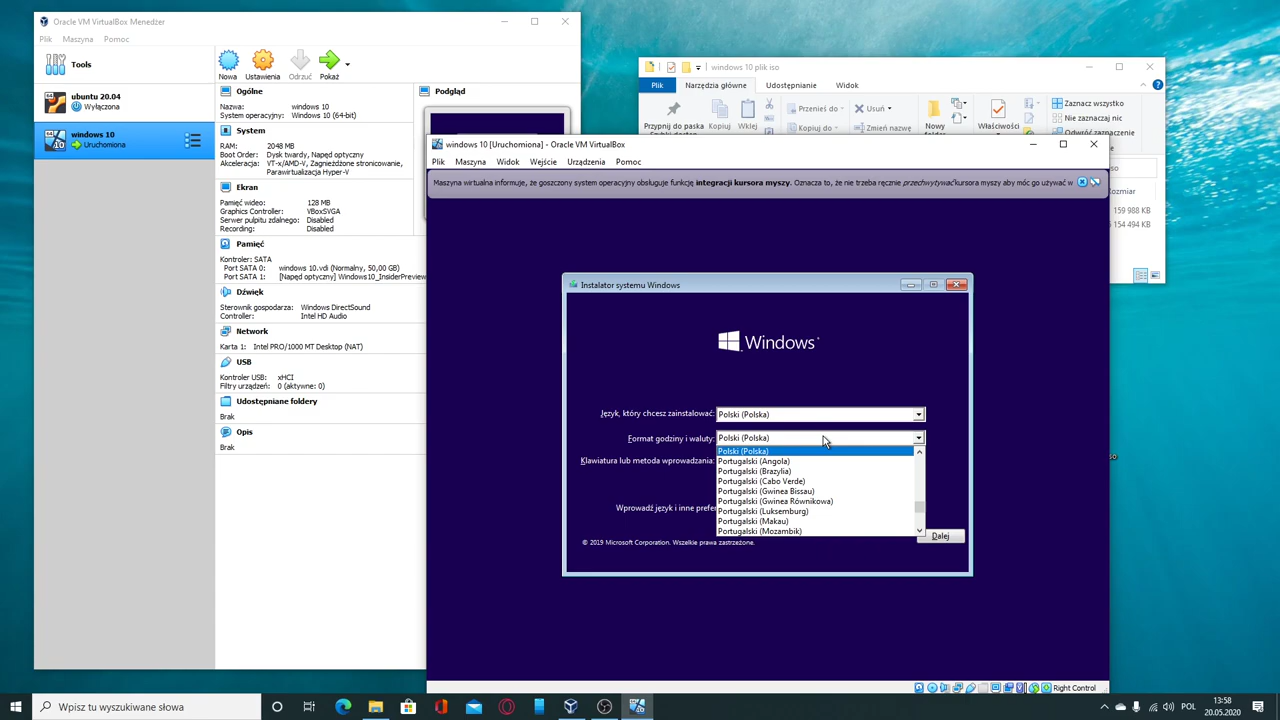 Oracle VM VirtualBox Menedżer
Plik Maszyna Pomoc
Tools
Nowa Ustawienia Odrzuć Pokaż
ubuntu 20.04
Wyłączona
windows 10
Uruchomiona
Ogólne
Nazwa: windows 10
System operacyjny: Windows 10 (64-bit)
System
RAM: 2048 MB
Boot Order: Dysk twardy, Napęd optyczny
Akceleracja: VT-x/AMD-V, Zagnieżdżone stronicowanie,
Parawirtualizacja Hyper-V
Ekran
Pamięć wideo: 128 MB
Graphics Controller: VBoxSVGA
Serwer pulpitu zdalnego: Disabled
Recording: Disabled
Pamięć
Kontroler: SATA
Port SATA 0: windows 10.vdi (Normalny, 50,00 GB)
Port SATA 1: [Napęd optyczny] Windows10_InsiderPreview
Dźwięk
Sterownik gospodarza: Windows DirectSound
Controller: Intel HD Audio
Network
Karta 1: Intel PRO/1000 MT Desktop (NAT)
USB
Kontroler USB: xHCI
Filtry urządzeń: 0 (aktywne: 0)
Udostępniane foldery
Brak
Opis
Brak
Podgląd
windows 10 plik iso
Plik Narzędzia główne Udostępnianie Widok
Przypnij do paska Kopiuj Wklej
Przenieś do Usuń
Kopiuj do Zmień nazwę
Nowy
Właściwości
Zaznacz wszystko
Nie zaznaczaj nic
Odwróć zaznaczenie
Rozmiar
159 988 KB
154 494 KB
windows 10 [Uruchomiona] - Oracle VM VirtualBox
Plik Maszyna Widok Wejście Urządzenia Pomoc
Maszyna wirtualna informuje, że goszczony system operacyjny obsługuje funkcję integracji kursora myszy. Oznacza to, że nie trzeba ręcznie przechwytywać kursora myszy aby móc go używać w
Instalator systemu Windows
Windows
Język, który chcesz zainstalować: Polski (Polska)
Format godziny i waluty: Polski (Polska)
Klawiatura lub metoda wprowadzania:
Polski (Polska)
Portugalski (Angola)
Portugalski (Brazylia)
Portugalski (Cabo Verde)
Portugalski (Gwinea Bissau)
Portugalski (Gwinea Równikowa)
Portugalski (Luksemburg)
Portugalski (Makau)
Portugalski (Mozambik)
Wprowadź język i inne prefer
Dalej
© 2019 Microsoft Corporation. Wszelkie prawa zastrzeżone.
Right Control
Wpisz tu wyszukiwane słowa
POL
13:58
20.05.2020